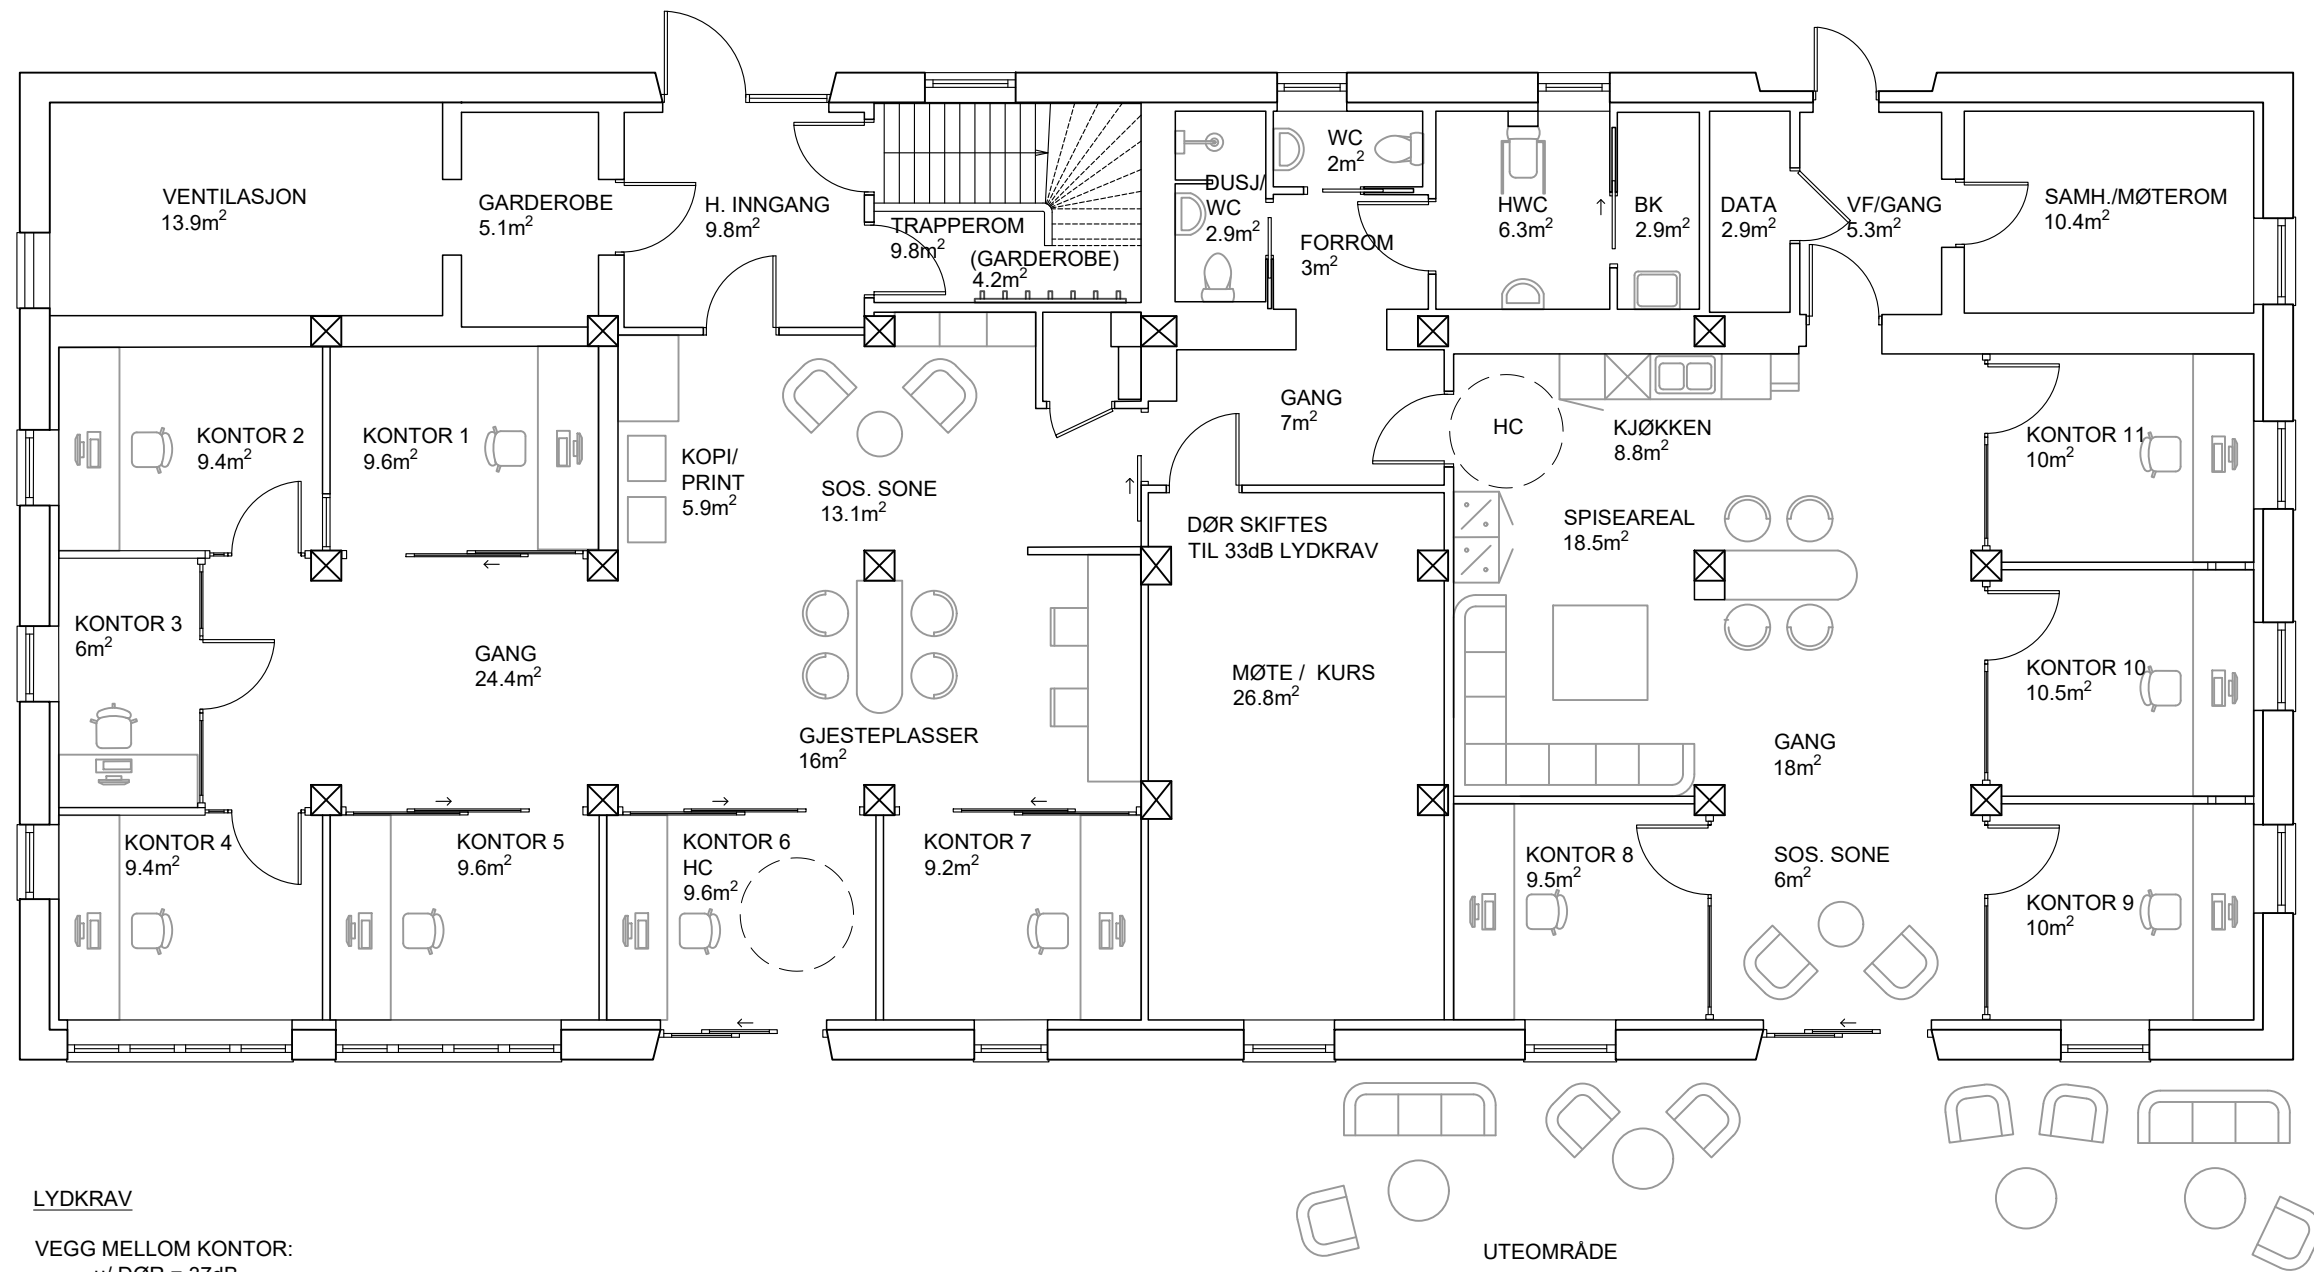 VENTILASJON
13.9m²
GARDEROBE
5.1m²
H. INNGANG
9.8m²
TRAPPEROM
9.8m²
(GARDEROBE)
4.2m²
DUSJ/
WC
2.9m²
WC
2m²
FORROM
3m²
HWC
6.3m²
BK
2.9m²
DATA
2.9m²
VF/GANG
5.3m²
SAMH./MØTEROM
10.4m²
KONTOR 2
9.4m²
KONTOR 1
9.6m²
KOPI/
PRINT
5.9m²
SOS. SONE
13.1m²
GANG
7m²
HC
KJØKKEN
8.8m²
KONTOR 11
10m²
DØR SKIFTES
TIL 33dB LYDKRAV
SPISEAREAL
18.5m²
KONTOR 3
6m²
GANG
24.4m²
GJESTEPLASSER
16m²
MØTE / KURS
26.8m²
GANG
18m²
KONTOR 10
10.5m²
KONTOR 4
9.4m²
KONTOR 5
9.6m²
KONTOR 6
HC
9.6m²
KONTOR 7
9.2m²
KONTOR 8
9.5m²
SOS. SONE
6m²
KONTOR 9
10m²
LYDKRAV
VEGG MELLOM KONTOR:
UTEOMRÅDE